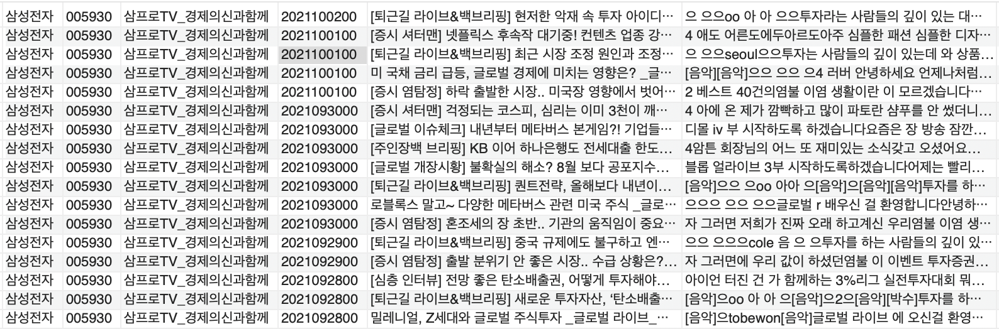 삼성전자 005930 삼프로TV_경제의신과함께 2021100200 [퇴근길 라이브&백브리핑] 현저한 악재 속 투자 아이디… 으 으으oo 아 아 으으투자라는 사람들의 깊이 있는 대…
삼성전자 005930 삼프로TV_경제의신과함께 2021100100 [증시 셔터맨] 넷플릭스 후속작 대기중! 컨텐츠 업종 강… 4 애도 어른도에두아르도아주 심플한 패션 심플한 디자…
삼성전자 005930 삼프로TV_경제의신과함께 2021100100 [퇴근길 라이브&백브리핑] 최근 시장 조정 원인과 조정… 으 으으seoul으으투자는 사람들의 깊이 있는데 와 상품…
삼성전자 005930 삼프로TV_경제의신과함께 2021100100 미 국채 금리 급등, 글로벌 경제에 미치는 영향은? _글… [음악][음악]으으 으으 으4 러버 안녕하세요 언제나처럼…
삼성전자 005930 삼프로TV_경제의신과함께 2021100100 [증시 염탐정] 하락 출발한 시장.. 미국장 영향에서 벗어… 2 베스트 40건의염불 이염 생활이란 이 모르겠습니다…
삼성전자 005930 삼프로TV_경제의신과함께 2021093000 [증시 셔터맨] 걱정되는 코스피, 심리는 이미 3천이 깨… 4 아에 온 제가 깜빡하고 많이 파토란 샴푸를 안 썼더니…
삼성전자 005930 삼프로TV_경제의신과함께 2021093000 [글로벌 이슈체크] 내년부터 메타버스 본게임?! 기업들… 디몰 iv 부 시작하도록 하겠습니다요즘은 장 방송 잠깐…
삼성전자 005930 삼프로TV_경제의신과함께 2021093000 [주인장백 브리핑] KB 이어 하나은행도 전세대출 한도… 4암튼 회장님의 어느 또 재미있는 소식갖고 오셨어요…
삼성전자 005930 삼프로TV_경제의신과함께 2021093000 [글로벌 개장시황] 불확실의 해소? 8월 보다 공포지수… 블롭 얼라이브 3부 시작하도록하겠습니다어제는 빨리…
삼성전자 005930 삼프로TV_경제의신과함께 2021093000 [퇴근길 라이브&백브리핑] 퀀트전략, 올해보다 내년이… [음악]으으 으oo 아아 으[음악]으[음악][음악]투자를 하…
삼성전자 005930 삼프로TV_경제의신과함께 2021093000 로블록스 말고~ 다양한 메타버스 관련 미국 주식 _글로… 으으으 으으 으으글로벌 r 배우신 걸 환영합니다안녕하…
삼성전자 005930 삼프로TV_경제의신과함께 2021093000 [증시 염탐정] 혼조세의 장 초반.. 기관의 움직임이 중요… 자 그러면 저희가 진짜 오래 하고계신 우리염불 이염 생…
삼성전자 005930 삼프로TV_경제의신과함께 2021092900 [퇴근길 라이브&백브리핑] 중국 규제에도 불구하고 엔… 으으 으으으cole 음 으 으투자를 하는 사람들의 깊이 있…
삼성전자 005930 삼프로TV_경제의신과함께 2021092900 [증시 염탐정] 출발 분위기 안 좋은 시장.. 수급 상황은?… 자 그러면에 우리 값이 하셨던염불 이 이벤트 투자증권…
삼성전자 005930 삼프로TV_경제의신과함께 2021092800 [심층 인터뷰] 전망 좋은 탄소배출권, 어떻게 투자해야… 아이언 터진 건 가 함께하는 3%리그 실전투자대회 뭐…
삼성전자 005930 삼프로TV_경제의신과함께 2021092800 [퇴근길 라이브&백브리핑] 새로운 투자자산, ‘탄소배출… [음악]으oo 아 아 으[음악]으2으[음악][박수]투자를 하…
삼성전자 005930 삼프로TV_경제의신과함께 2021092800 밀레니얼, Z세대와 글로벌 주식투자 _글로벌 라이브_… [음악]으tobewon[음악]글로벌 라이브 에 오신걸 환영…